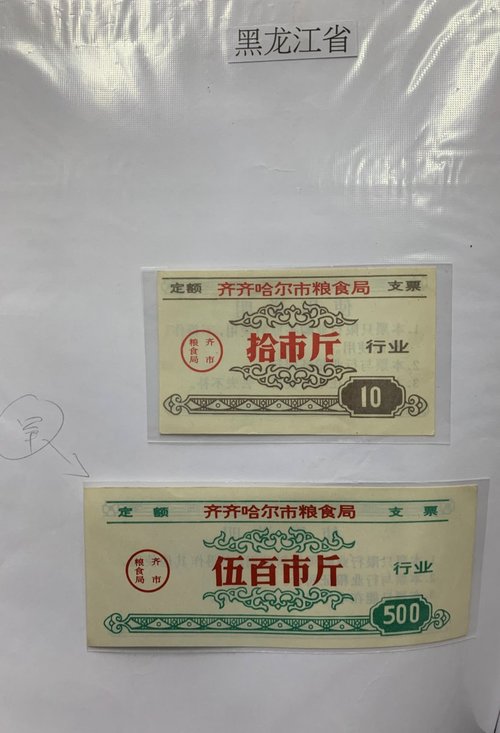 黑龙江省
定额 齐齐哈尔市粮食局 支票
齐市
粮食局
拾市斤 行业
10
定额 齐齐哈尔市粮食局 支票
齐市
粮食局
伍百市斤 行业
500